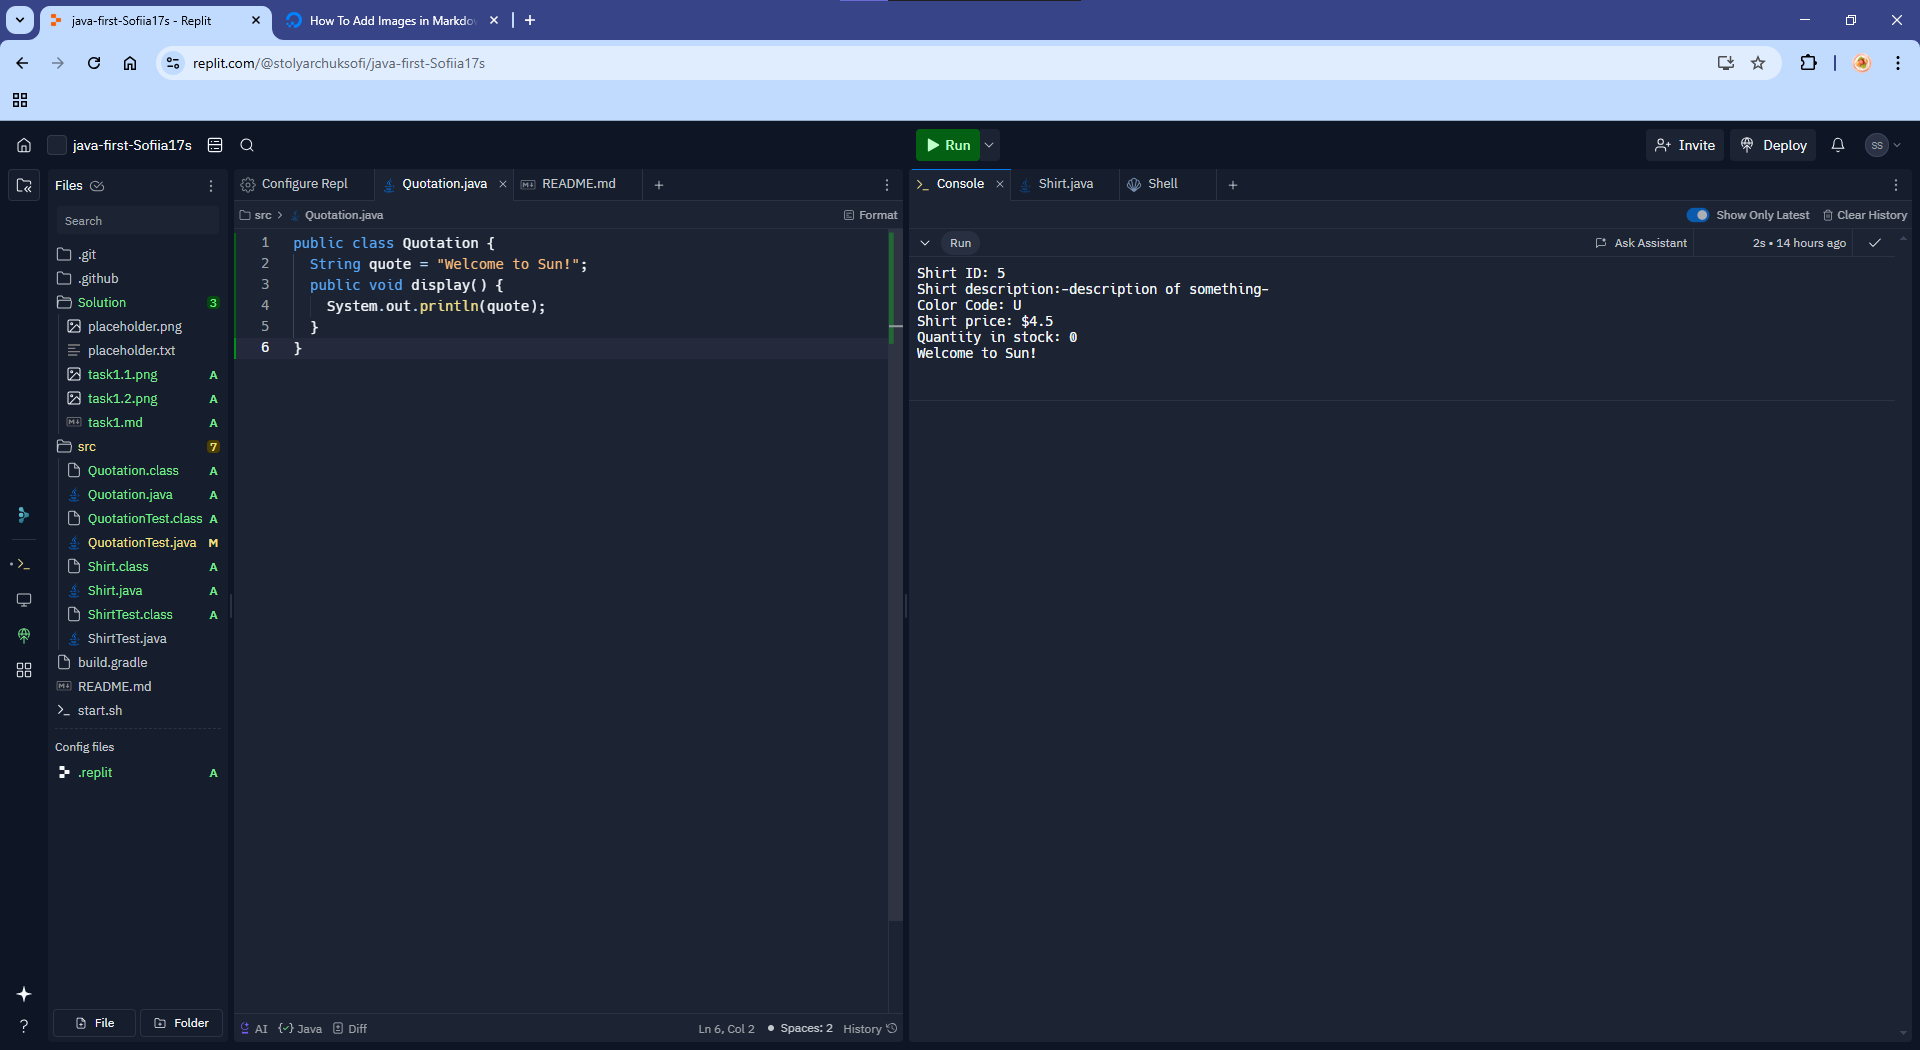 java-first-Sofiia17s - Replit
How To Add Images in Markdo
replit.com/@stolyarchuksofi/java-first-Sofiia17s
java-first-Sofiia17s
Run
Invite
Deploy
SS
Files
Configure Repl
Quotation.java
README.md
Console
Shirt.java
Shell
Search
src
Quotation.java
Format
Show Only Latest
Clear History
Run
Ask Assistant
2s • 14 hours ago
.git
.github
Solution 3
placeholder.png
placeholder.txt
task1.1.png A
task1.2.png A
task1.md A
src 7
Quotation.class A
Quotation.java A
QuotationTest.class A
QuotationTest.java M
Shirt.class A
Shirt.java A
ShirtTest.class A
ShirtTest.java
build.gradle
README.md
start.sh
Config files
.replit A
File
Folder
1 public class Quotation {
2 String quote = "Welcome to Sun!";
3 public void display() {
4 System.out.println(quote);
5 }
6 }
AI
Java
Diff
Ln 6, Col 2
Spaces: 2
History
Shirt ID: 5
Shirt description:-description of something-
Color Code: U
Shirt price: $4.5
Quantity in stock: 0
Welcome to Sun!